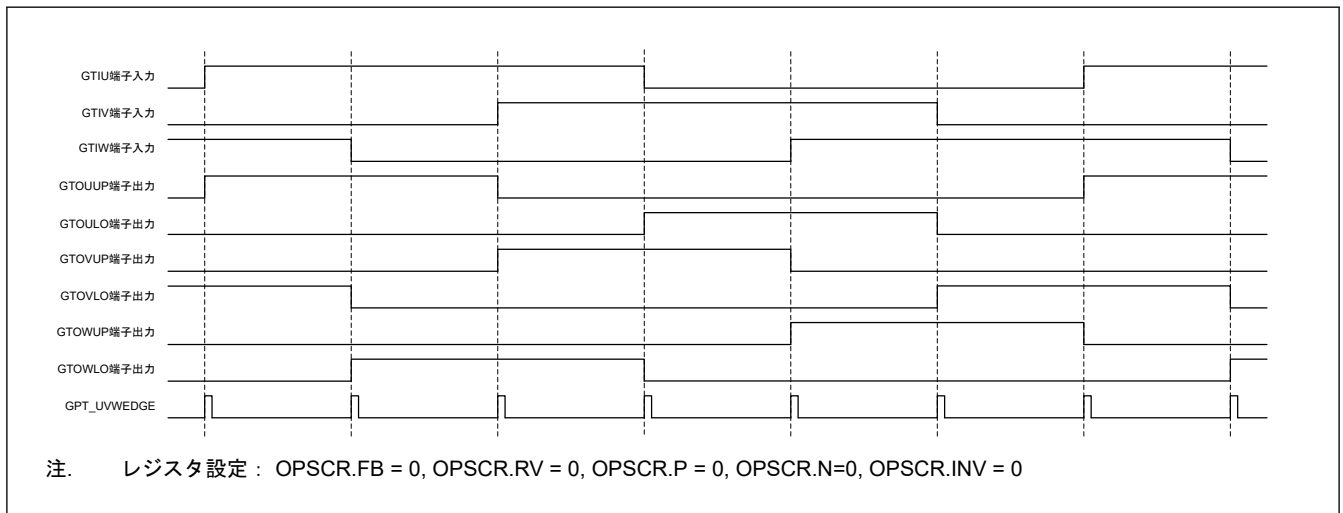 GTIU端子入力
GTIV端子入力
GTIW端子入力
GTOUUP端子出力
GTOULO端子出力
GTOVUP端子出力
GTOVLO端子出力
GTOWUP端子出力
GTOWLO端子出力
GPT_UVWEDGE
注. レジスタ設定： OPSCR.FB = 0, OPSCR.RV = 0, OPSCR.P = 0, OPSCR.N=0, OPSCR.INV = 0